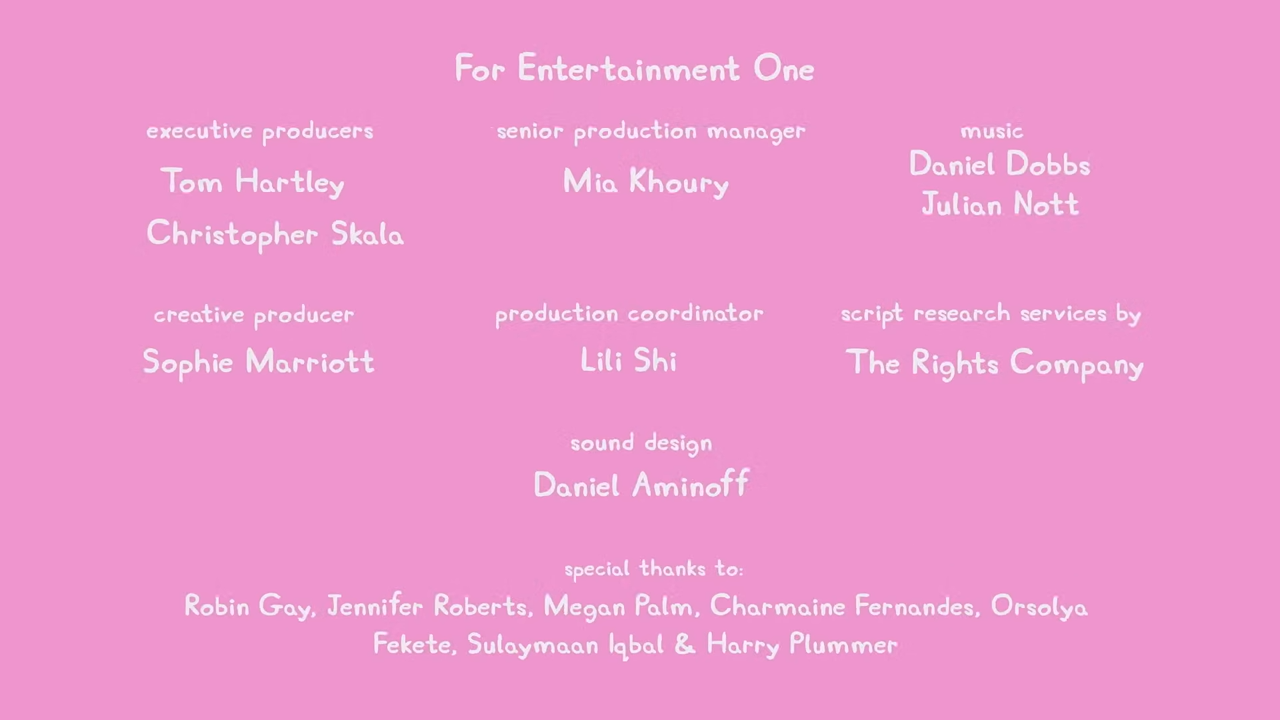 For Entertainment One
executive producers
Tom Hartley
Christopher Skala
senior production manager
Mia Khoury
music
Daniel Dobbs
Julian Nott
creative producer
Sophie Marriott
production coordinator
Lili Shi
script research services by
The Rights Company
sound design
Daniel Aminoff
special thanks to:
Robin Gay, Jennifer Roberts, Megan Palm, Charmaine Fernandes, Orsolya
Fekete, Sulaymaan Iqbal & Harry Plummer